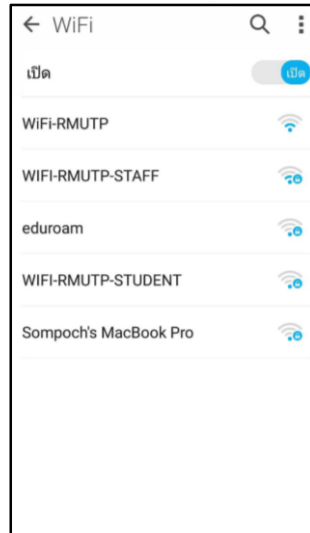 WiFi
เปิด เปิด
WiFi-RMUTP
WIFI-RMUTP-STAFF
eduroam
WIFI-RMUTP-STUDENT
Sompoch's MacBook Pro